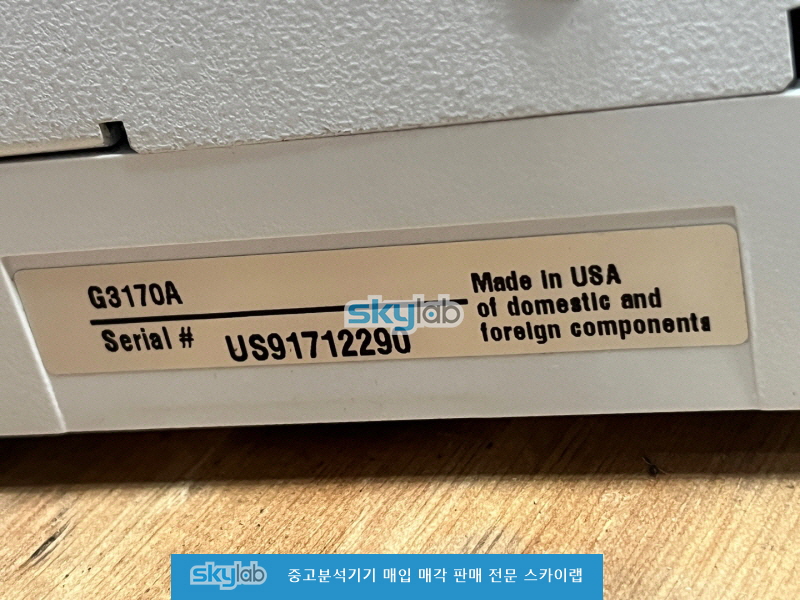 G3170A
Serial # US91712290
Made in USA
of domestic and
foreign components
skylab
skylab 중고분석기기 매입 매각 판매 전문 스카이랩